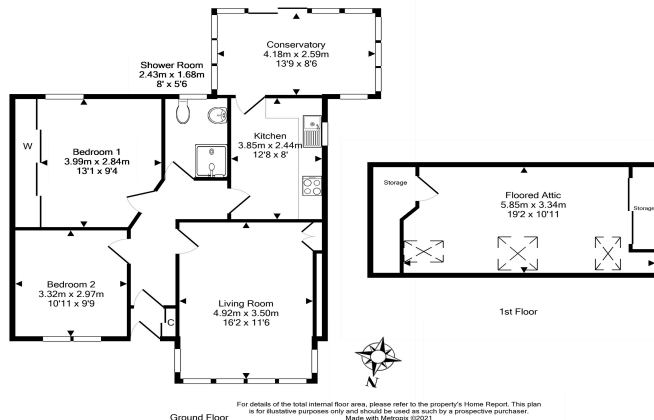 Conservatory
4.18m x 2.59m
13'9 x 8'6
Shower Room
2.43m x 1.68m
8' x 5'6
Kitchen
3.85m x 2.44m
12'8 x 8'
W
Bedroom 1
3.99m x 2.84m
13'1 x 9'4
Bedroom 2
3.32m x 2.97m
10'11 x 9'9
Living Room
4.92m x 3.50m
16'2 x 11'6
C
Storage
Floored Attic
5.85m x 3.34m
19'2 x 10'11
Storage
1st Floor
N
Ground Floor
For details of the total internal floor area, please refer to the property's Home Report. This plan
is for illustative purposes only and should be used as such by a prospective purchaser.
Made with Metropix ©2021